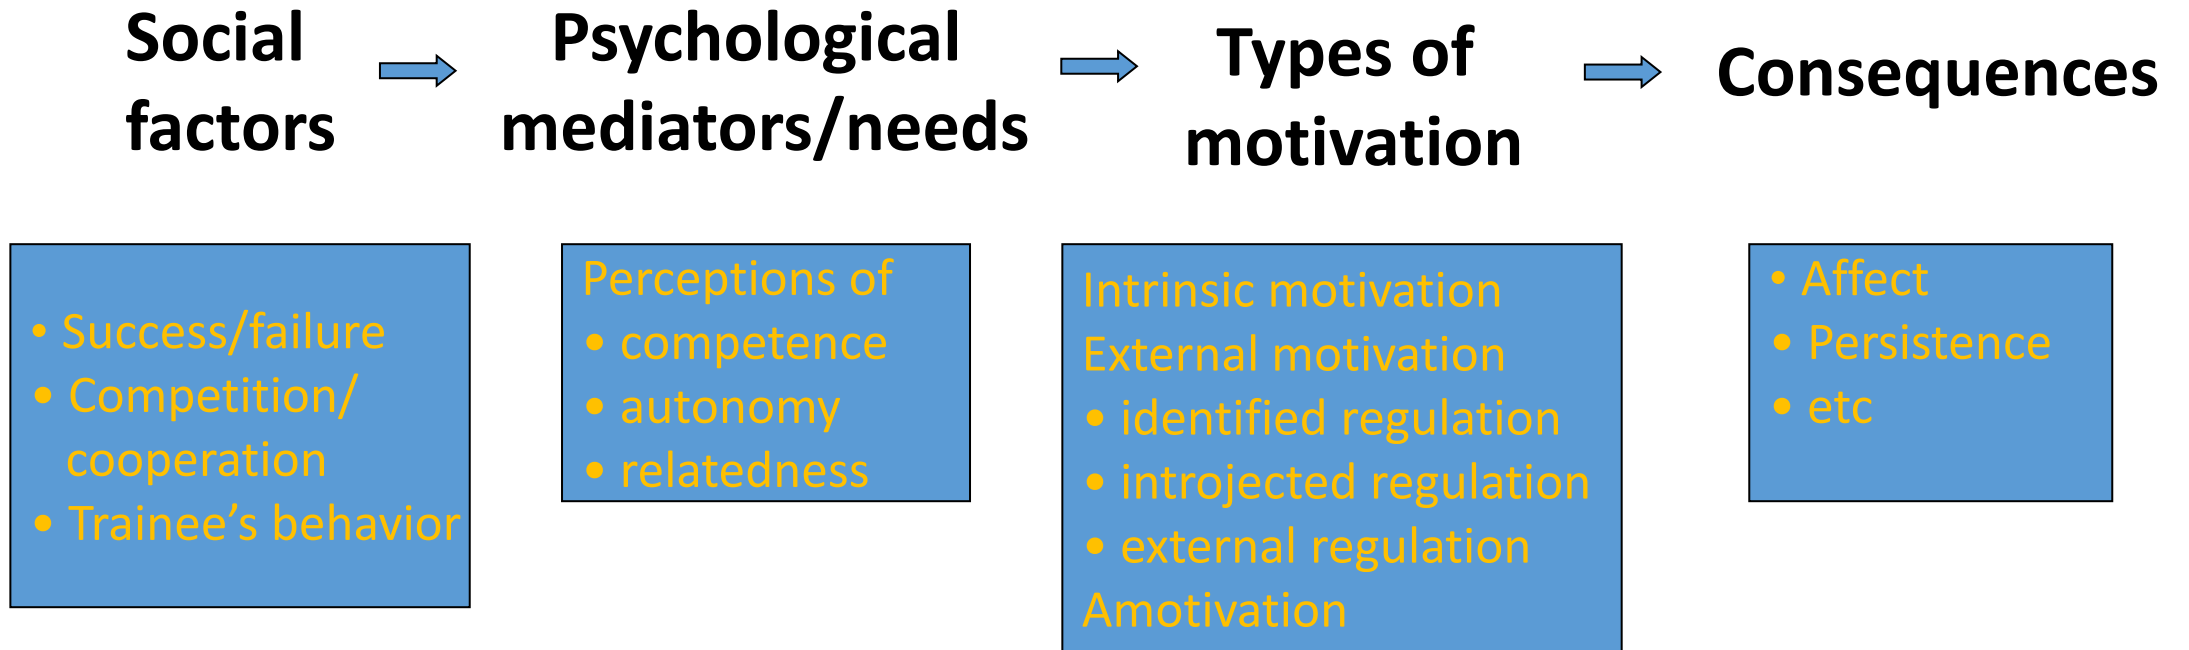 Social
factors
Psychological
mediators/needs
Types of
motivation
Consequences
• Success/failure
• Competition/
cooperation
• Trainee’s behavior
Perceptions of
• competence
• autonomy
• relatedness
Intrinsic motivation
External motivation
• identified regulation
• introjected regulation
• external regulation
Amotivation
• Affect
• Persistence
• etc